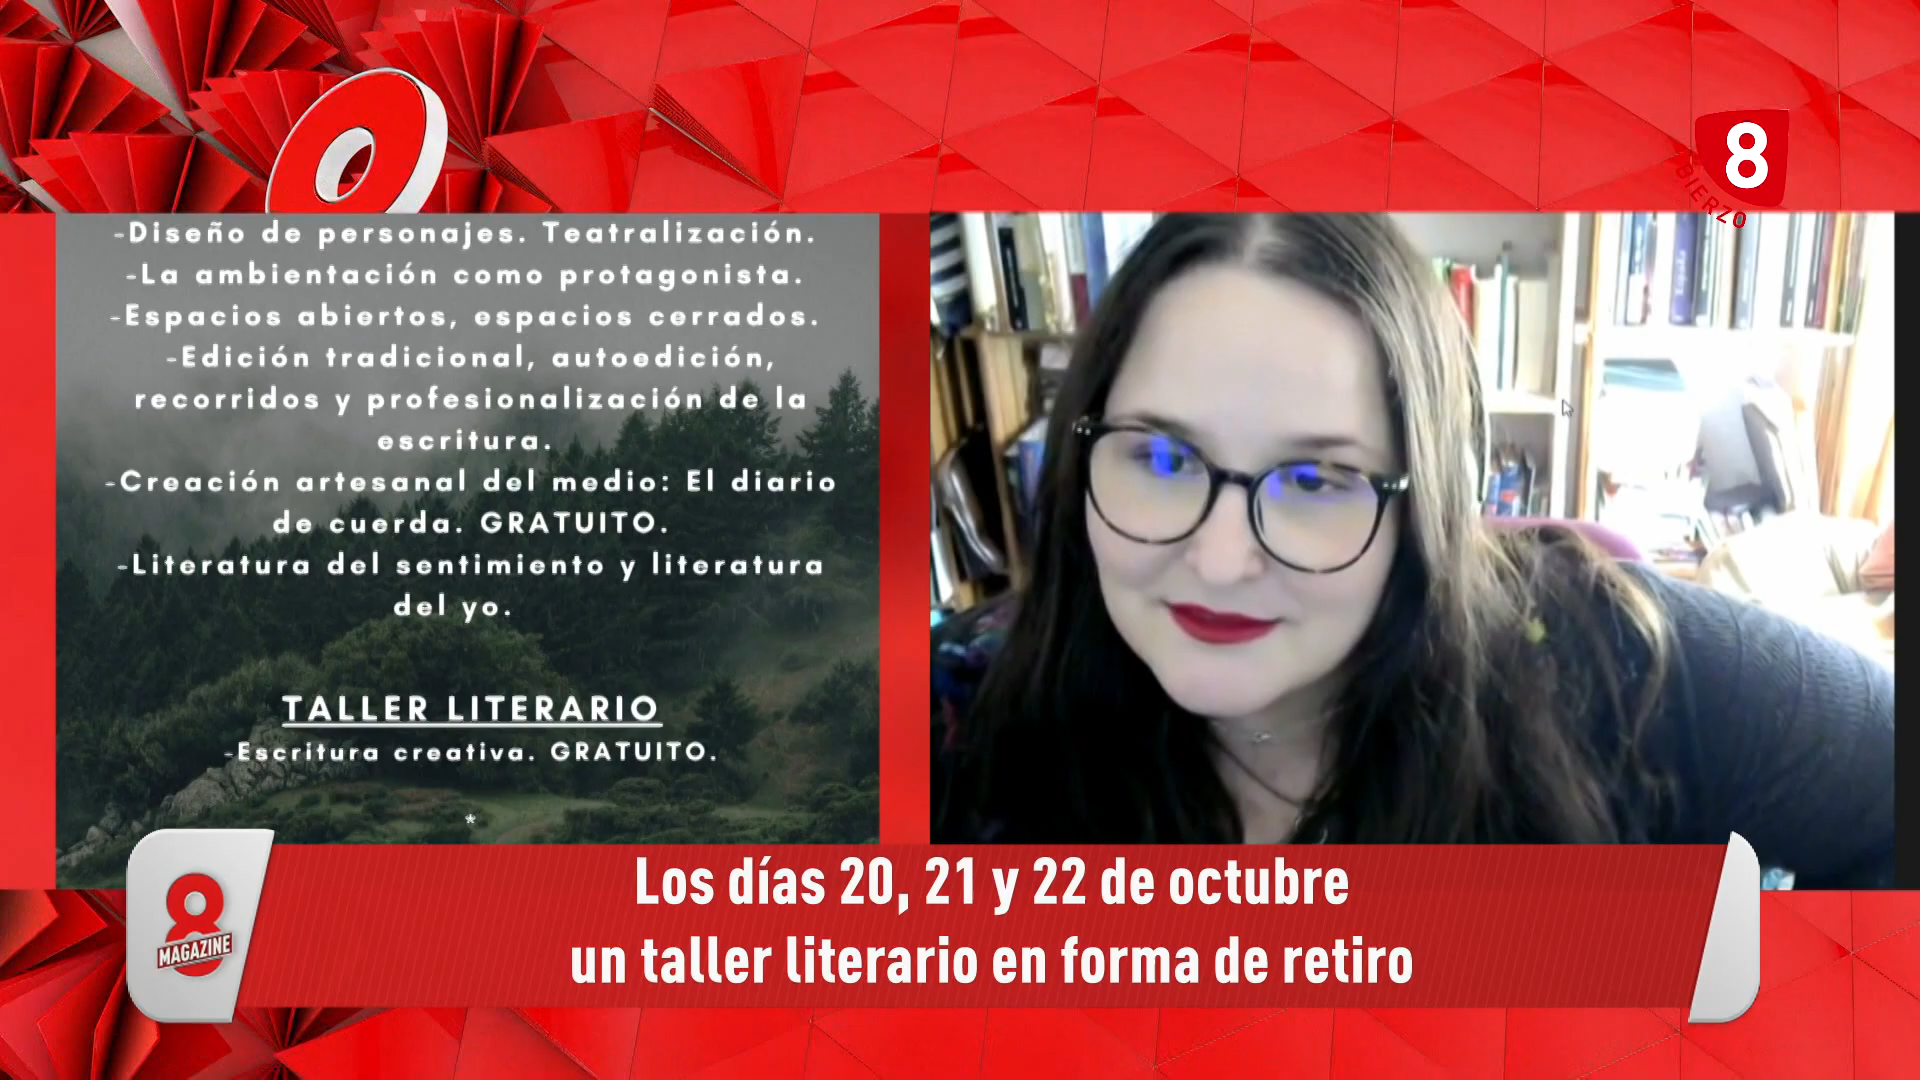 8
BIERZO
-Diseño de personajes. Teatralización.
-La ambientación como protagonista.
-Espacios abiertos, espacios cerrados.
-Edición tradicional, autoedición,
recorridos y profesionalización de la
escritura.
-Creación artesanal del medio: El diario
de cuerda. GRATUITO.
-Literatura del sentimiento y literatura
del yo.
TALLER LITERARIO
-Escritura creativa. GRATUITO.
*
8
MAGAZINE
Los días 20, 21 y 22 de octubre
un taller literario en forma de retiro